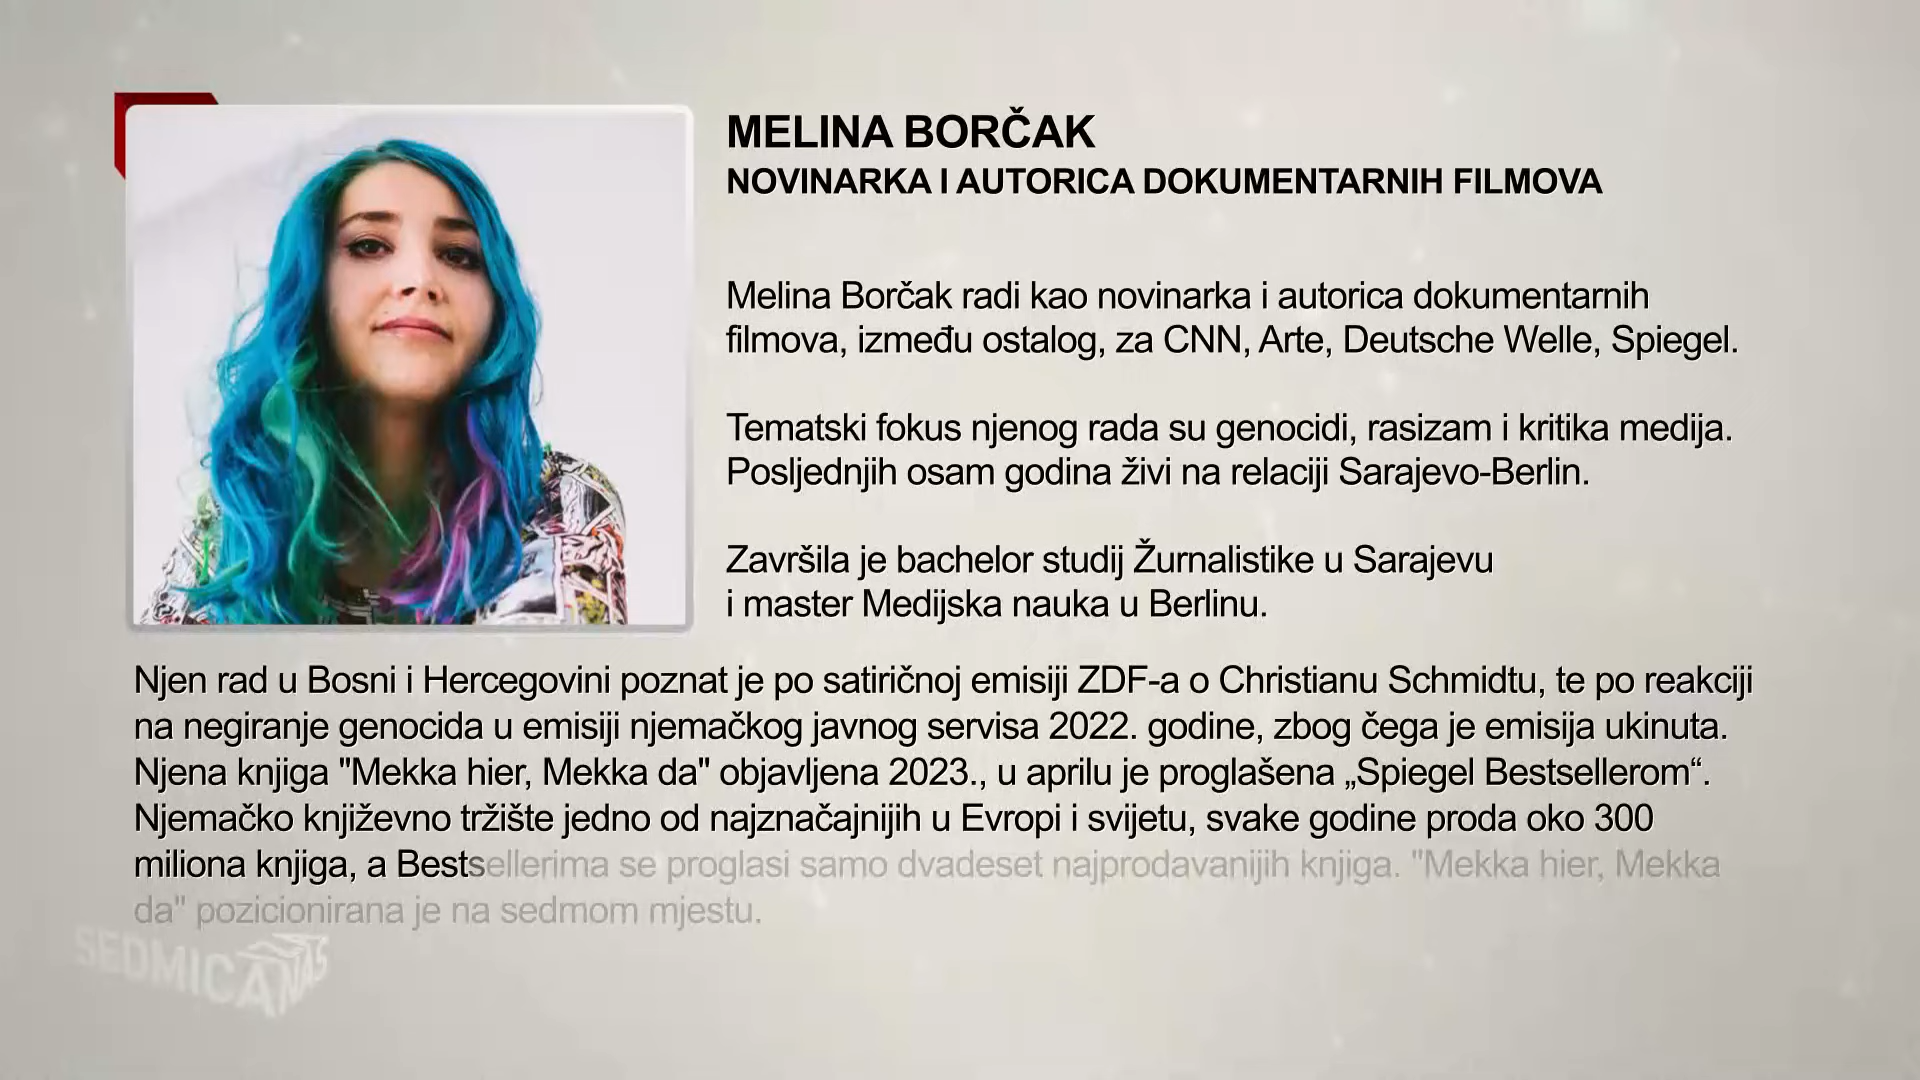 MELINA BORČAK
NOVINARKA I AUTORICA DOKUMENTARNIH FILMOVA
Melina Borčak radi kao novinarka i autorica dokumentarnih
filmova, između ostalog, za CNN, Arte, Deutsche Welle, Spiegel.
Tematski fokus njenog rada su genocidi, rasizam i kritika medija.
Posljednjih osam godina živi na relaciji Sarajevo-Berlin.
Završila je bachelor studij Žurnalistike u Sarajevu
i master Medijska nauka u Berlinu.
Njen rad u Bosni i Hercegovini poznat je po satiričnoj emisiji ZDF-a o Christianu Schmidtu, te po reakciji
na negiranje genocida u emisiji njemačkog javnog servisa 2022. godine, zbog čega je emisija ukinuta.
Njena knjiga "Mekka hier, Mekka da" objavljena 2023., u aprilu je proglašena „Spiegel Bestsellerom“.
Njemačko književno tržište jedno od najznačajnijih u Evropi i svijetu, svake godine proda oko 300
miliona knjiga, a Bestsellerima se proglasi samo dvadeset najprodavanijih knjiga. "Mekka hier, Mekka
da" pozicionirana je na sedmom mjestu.
SEDMICA NA5